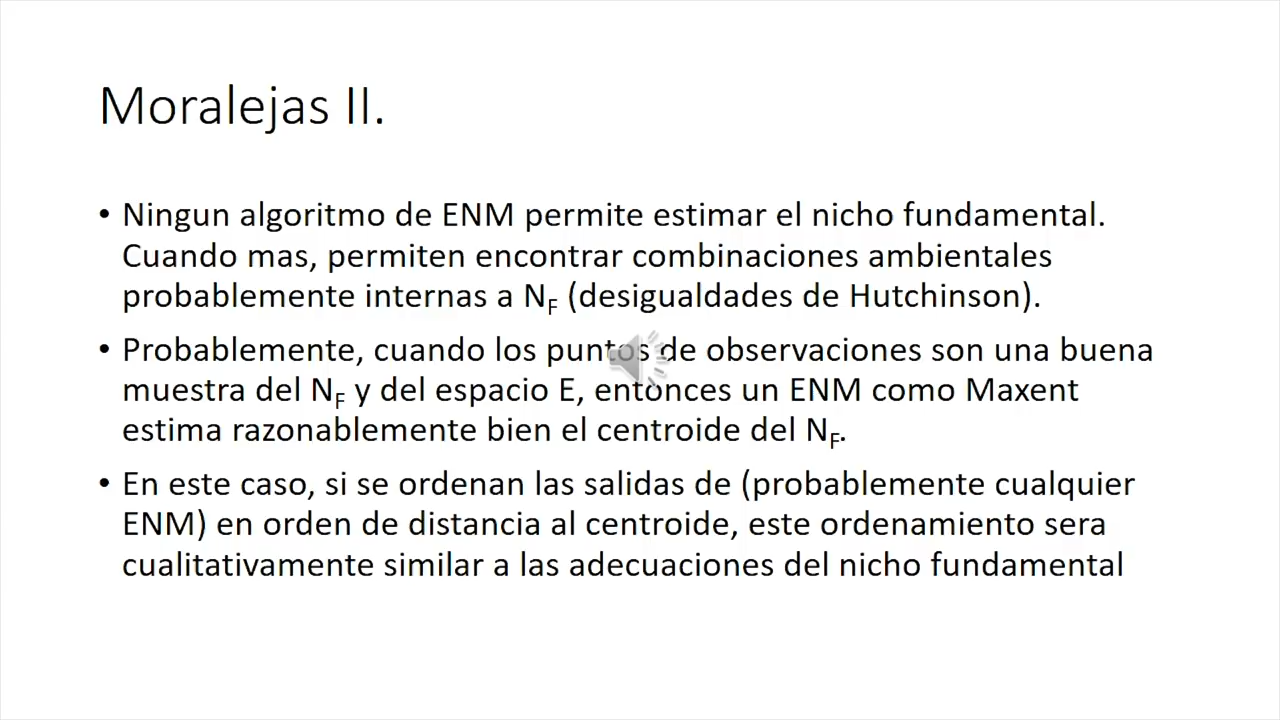 Moralejas II.
• Ningun algoritmo de ENM permite estimar el nicho fundamental.
Cuando mas, permiten encontrar combinaciones ambientales
probablemente internas a NF (desigualdades de Hutchinson).
• Probablemente, cuando los puntos de observaciones son una buena
muestra del NF y del espacio E, entonces un ENM como Maxent
estima razonablemente bien el centroide del NF.
• En este caso, si se ordenan las salidas de (probablemente cualquier
ENM) en orden de distancia al centroide, este ordenamiento sera
cualitativamente similar a las adecuaciones del nicho fundamental